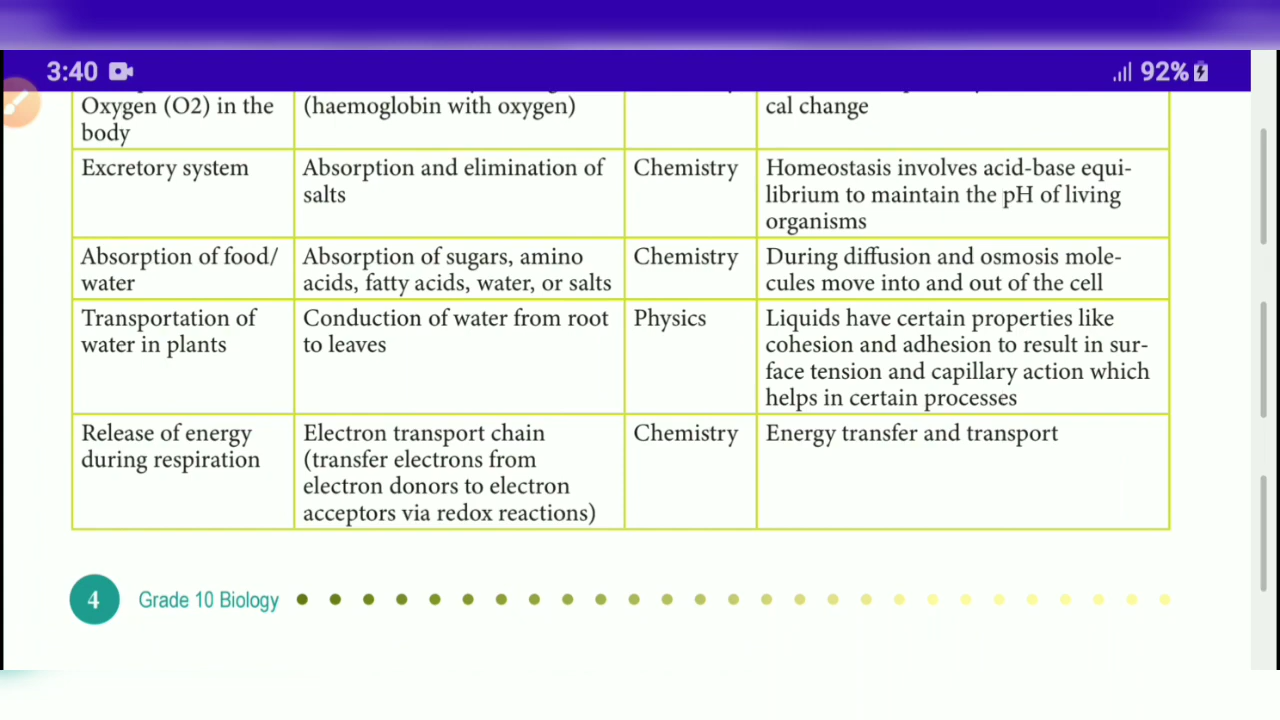 3:40
92%
Oxygen (O2) in the
body
(haemoglobin with oxygen)
cal change
Excretory system
Absorption and elimination of
salts
Chemistry
Homeostasis involves acid-base equi-
librium to maintain the pH of living
organisms
Absorption of food/
water
Absorption of sugars, amino
acids, fatty acids, water, or salts
Chemistry
During diffusion and osmosis mole-
cules move into and out of the cell
Transportation of
water in plants
Conduction of water from root
to leaves
Physics
Liquids have certain properties like
cohesion and adhesion to result in sur-
face tension and capillary action which
helps in certain processes
Release of energy
during respiration
Electron transport chain
(transfer electrons from
electron donors to electron
acceptors via redox reactions)
Chemistry
Energy transfer and transport
4
Grade 10 Biology